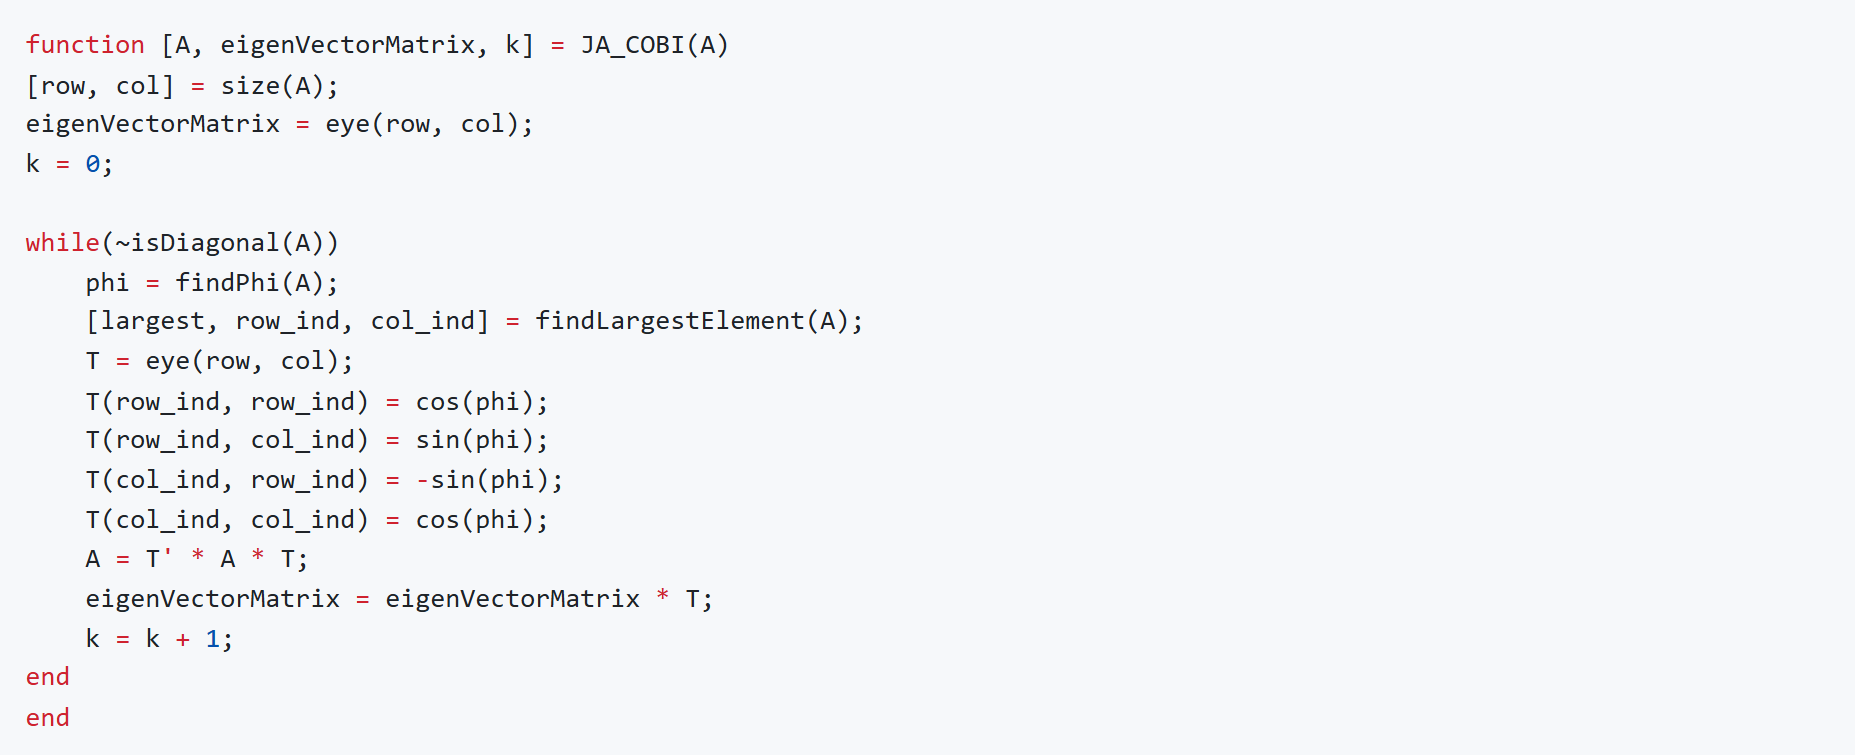 function [A, eigenVectorMatrix, k] = JA_COBI(A)
[row, col] = size(A);
eigenVectorMatrix = eye(row, col);
k = 0;

while(~isDiagonal(A))
    phi = findPhi(A);
    [largest, row_ind, col_ind] = findLargestElement(A);
    T = eye(row, col);
    T(row_ind, row_ind) = cos(phi);
    T(row_ind, col_ind) = sin(phi);
    T(col_ind, row_ind) = -sin(phi);
    T(col_ind, col_ind) = cos(phi);
    A = T' * A * T;
    eigenVectorMatrix = eigenVectorMatrix * T;
    k = k + 1;
end
end